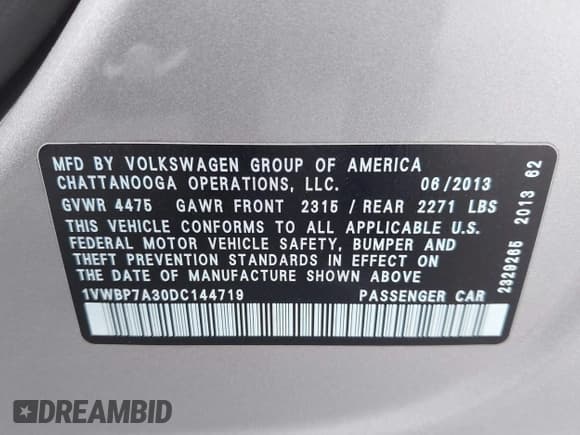 MFD BY VOLKSWAGEN GROUP OF AMERICA
CHATTANOOGA OPERATIONS, LLC. 06/2013
GVWR 4475 GAWR FRONT 2315 / REAR 2271 LBS
THIS VEHICLE CONFORMS TO ALL APPLICABLE U.S.
FEDERAL MOTOR VEHICLE SAFETY, BUMPER AND
THEFT PREVENTION STANDARDS IN EFFECT ON
THE DATE OF MANUFACTURE SHOWN ABOVE
1VWBP7A30DC144719 PASSENGER CAR
2329265 2013 62
DREAMBID